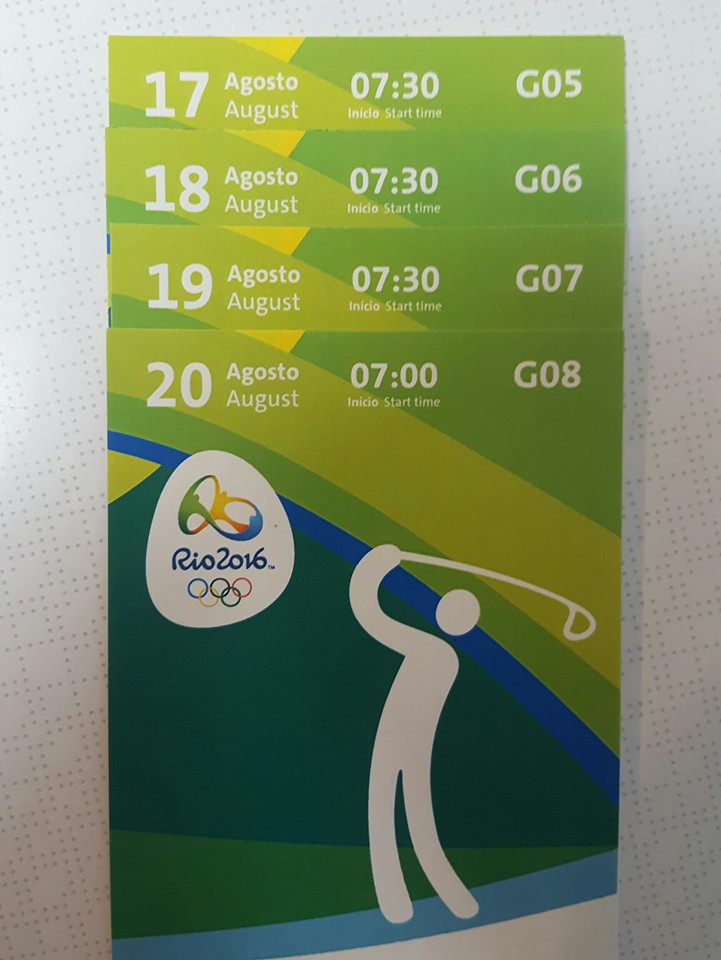 17 Agosto August 07:30 Início Start time G05
18 Agosto August 07:30 Início Start time G06
19 Agosto August 07:30 Início Start time G07
20 Agosto August 07:00 Início Start time G08
Rio2016™